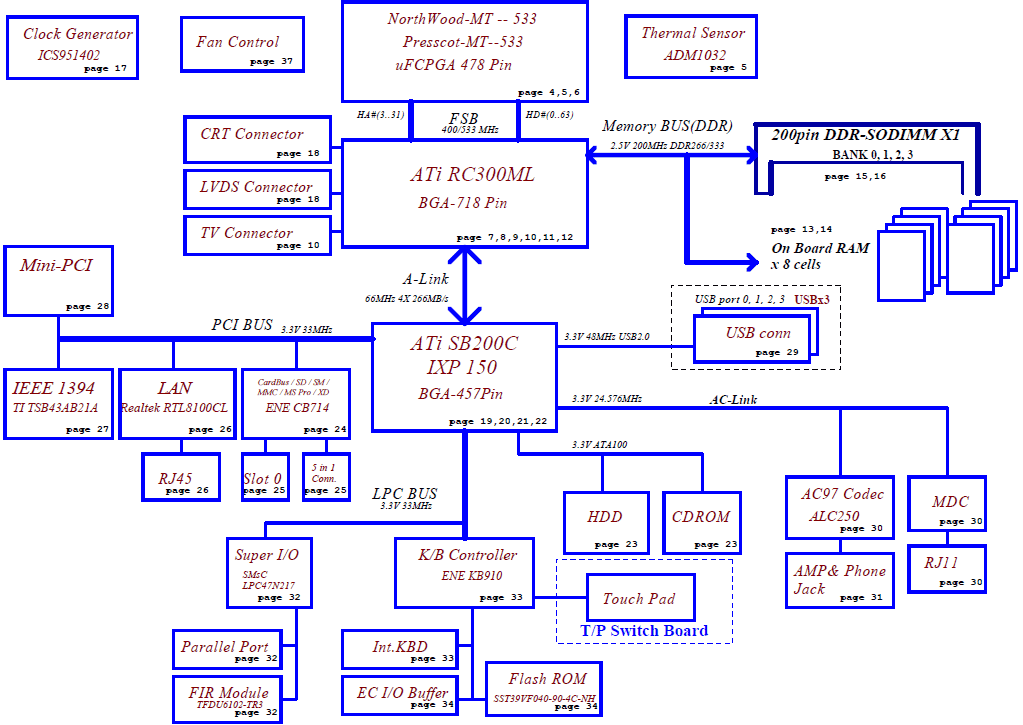 Clock Generator
ICS951402
page 17
Fan Control
page 37
NorthWood-MT -- 533
Presscot-MT--533
uFCPGA 478 Pin
page 4,5,6
Thermal Sensor
ADM1032
page 5
HA#(3..31)
FSB
400/533 MHz
HD#(0..63)
CRT Connector
page 18
LVDS Connector
page 18
TV Connector
page 10
ATi RC300ML
BGA-718 Pin
page 7,8,9,10,11,12
Memory BUS(DDR)
2.5V 200MHz DDR266/333
200pin DDR-SODIMM X1
BANK 0, 1, 2, 3
page 15,16
page 13,14
On Board RAM
x 8 cells
Mini-PCI
page 28
A-Link
66MHz 4X 266MB/s
USB port 0, 1, 2, 3 USBx3
USB conn
page 29
PCI BUS
3.3V 33MHz
ATi SB200C
IXP 150
BGA-457Pin
page 19,20,21,22
3.3V 48MHz USB2.0
IEEE 1394
TI TSB43AB21A
page 27
LAN
Realtek RTL8100CL
page 26
CardBus / SD / SM /
MMC / MS Pro / XD
ENE CB714
page 24
3.3V 24.576MHz
AC-Link
3.3V ATA100
RJ45
page 26
Slot 0
page 25
5 in 1
Conn.
page 25
LPC BUS
3.3V 33MHz
HDD
page 23
CDROM
page 23
AC97 Codec
ALC250
page 30
MDC
page 30
AMP& Phone
Jack
page 31
RJ11
page 30
Super I/O
SMsC
LPC47N217
page 32
K/B Controller
ENE KB910
page 33
Touch Pad
T/P Switch Board
Parallel Port
page 32
FIR Module
TFDU6102-TR3
page 32
Int.KBD
page 33
EC I/O Buffer
page 34
Flash ROM
SST39VF040-90-4C-NH
page 34